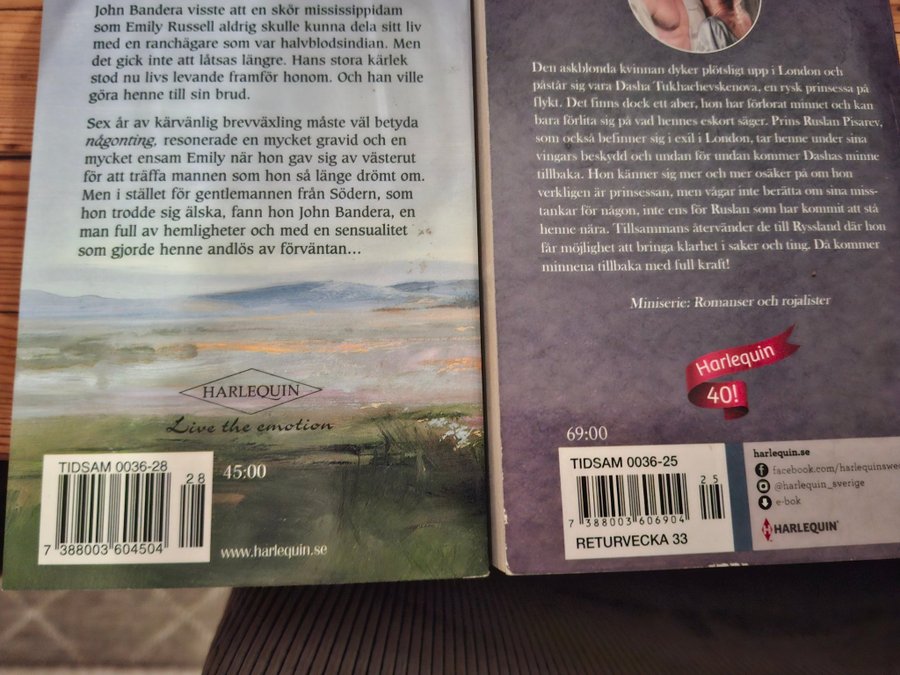 John Bandera visste att en skör mississippidam
som Emily Russell aldrig skulle kunna dela sitt liv
med en ranchägare som var halvblodsindian. Men
det gick inte att låtsas längre. Hans stora kärlek
stod nu livs levande framför honom. Och han ville
göra henne till sin brud.
Sex år av kärvänlig brevväxling måste väl betyda
någonting, resonerade en mycket gravid och en
mycket ensam Emily när hon gav sig av västerut
för att träffa mannen som hon så länge drömt om.
Men i stället för gentlemannen från Södern, som
hon trodde sig älska, fann hon John Bandera, en
man full av hemligheter och med en sensualitet
som gjorde henne andlös av förväntan...
HARLEQUIN
Live the emotion
TIDSAM 0036-28
28
45:00
7 388003 604504
www.harlequin.se
Den askblonda kvinnan dyker plötsligt upp i London och
påstår sig vara Dasha Tukhachevskenova, en rysk prinsessa på
flykt. Det finns dock ett aber, hon har förlorat minnet och kan
bara förlita sig på vad hennes eskort säger. Prins Ruslan Pisarev,
som också befinner sig i exil i London, tar henne under sina
vingars beskydd och undan för undan kommer Dashas minne
tillbaka. Hon känner sig mer och mer osäker på om hon
verkligen är prinsessan, men vågar inte berätta om sina miss-
tankar för någon, inte ens för Ruslan som har kommit att stå
henne nära. Tillsammans återvänder de till Ryssland där hon
får möjlighet att bringa klarhet i saker och ting. Då kommer
minnena tillbaka med full kraft!
Miniserie: Romanser och rojalister
Harlequin
40!
69:00
TIDSAM 0036-25
25
7 388003 606904
RETURVECKA 33
harlequin.se
facebook.com/harlequinswe
@harlequin_sverige
e-bok
HARLEQUIN